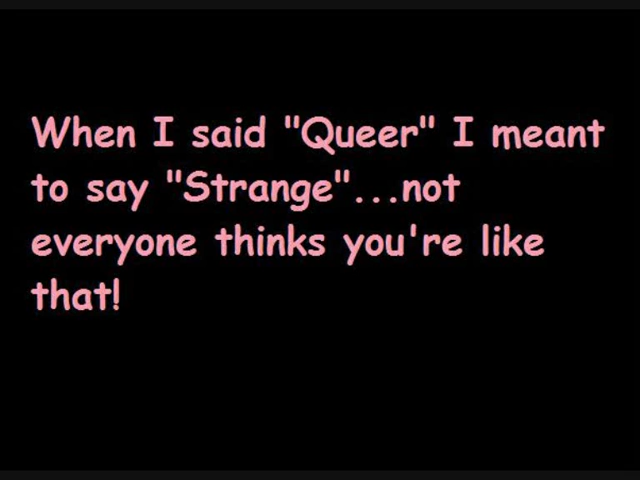 When I said "Queer" I meant
to say "Strange"...not
everyone thinks you're like
that!